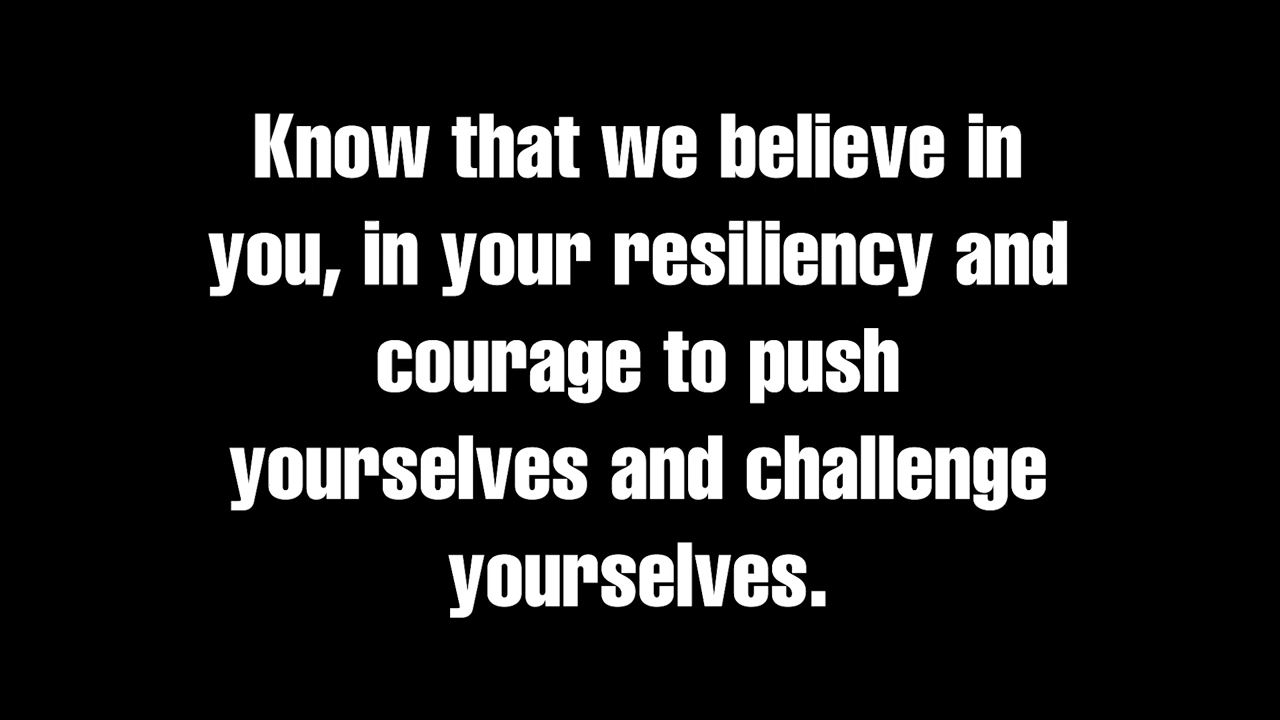 Know that we believe in
you, in your resiliency and
courage to push
yourselves and challenge
yourselves.